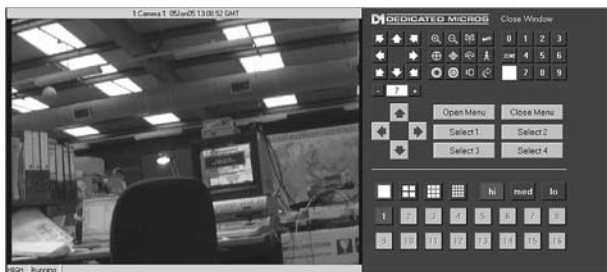 1:Camera 1 05Jan05 13:08:52 GMT
DEDICATED MICROS Close Window
0 1 2 3
4 5 6
7 8 9
- 7 +
Open Menu Close Menu
Select 1 Select 2
Select 3 Select 4
hi med lo
1 2 3 4 5 6 7 8
9 10 11 12 13 14 15 16
HIGH Running